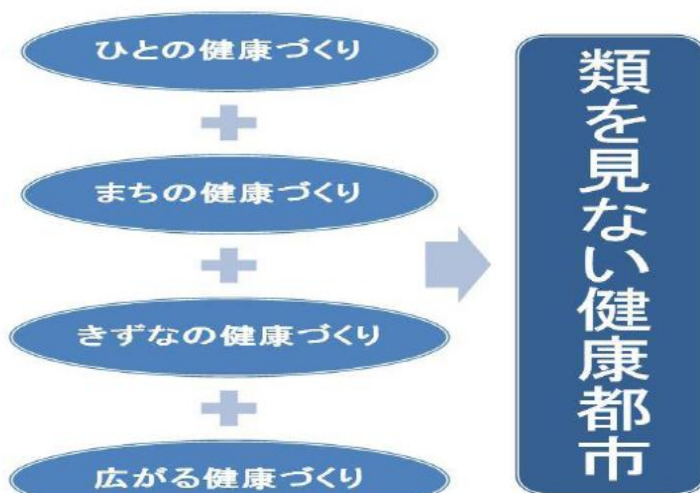 ひとの健康づくり
まちの健康づくり
きずなの健康づくり
広がる健康づくり
類を見ない健康都市